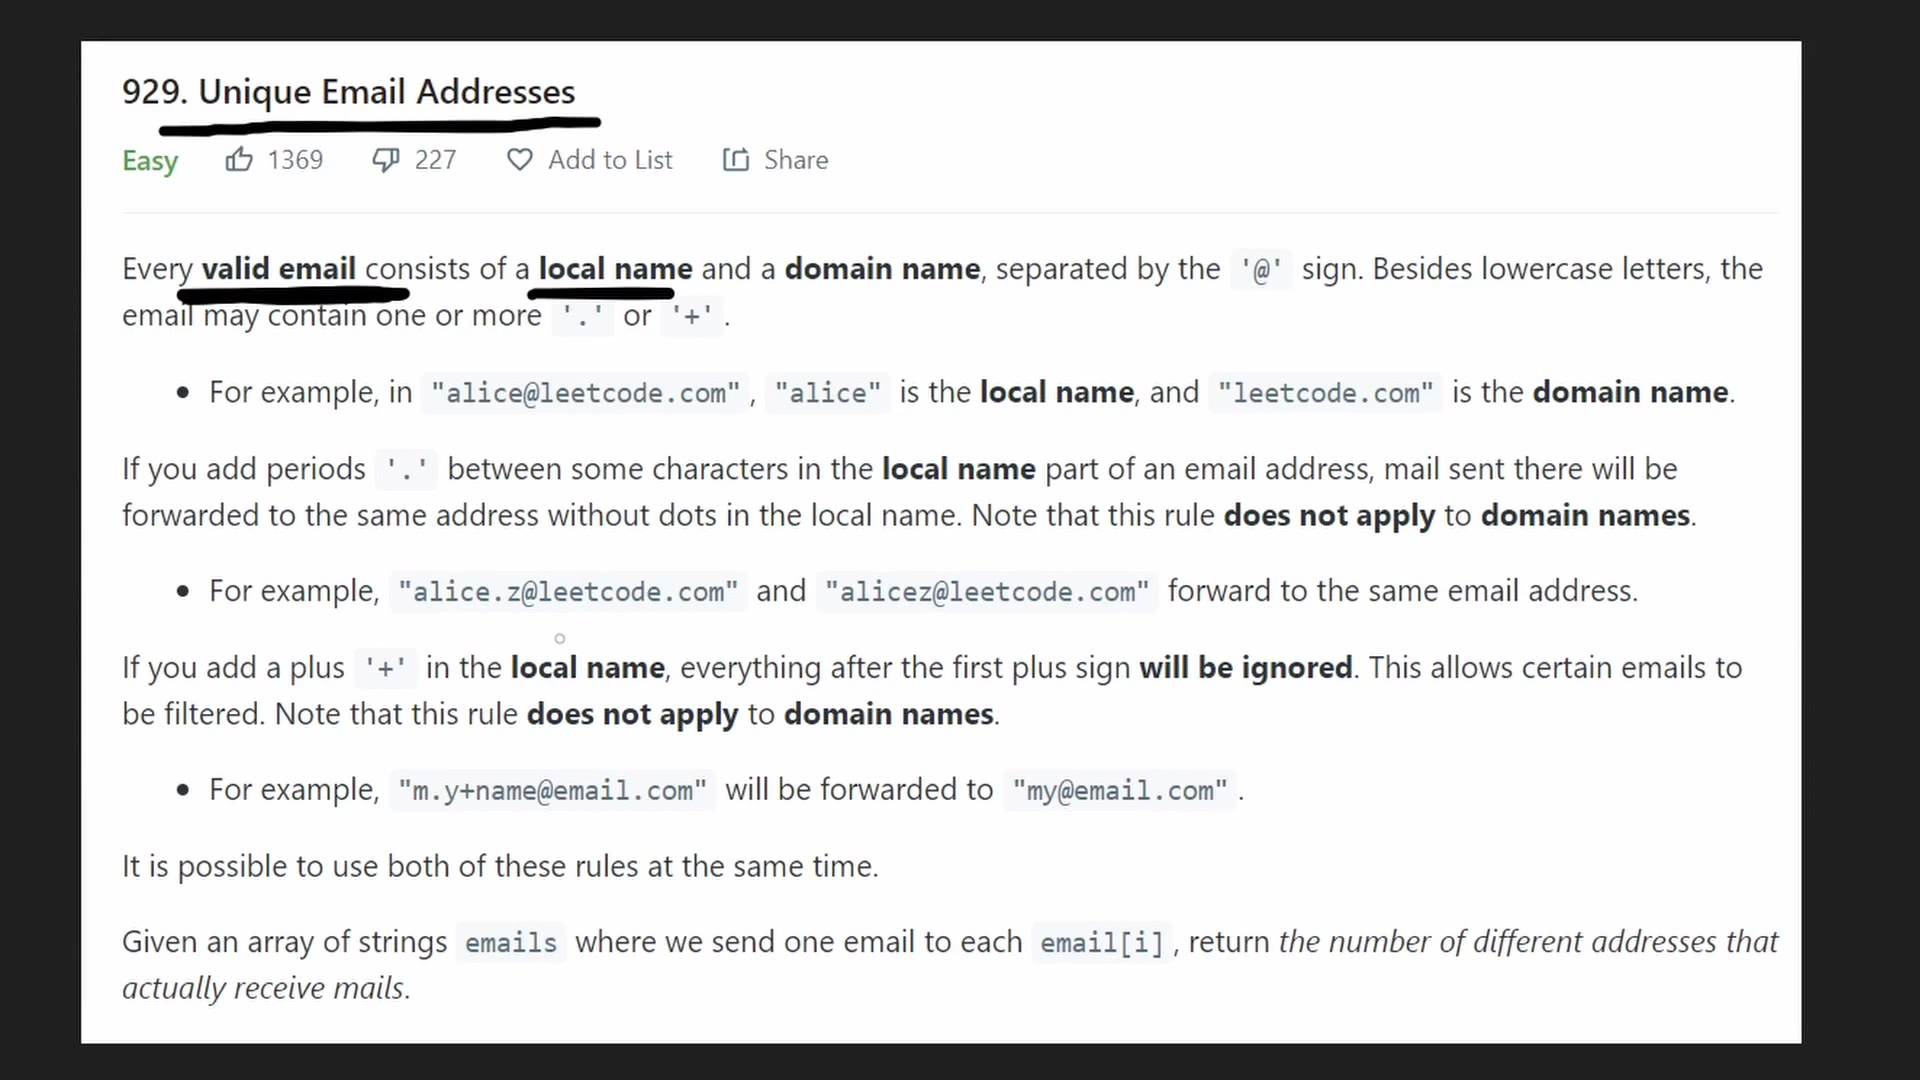 929. Unique Email Addresses
Easy 1369 227 Add to List Share
Every valid email consists of a local name and a domain name, separated by the '@' sign. Besides lowercase letters, the
email may contain one or more '.' or '+'.
• For example, in "alice@leetcode.com", "alice" is the local name, and "leetcode.com" is the domain name.
If you add periods '.' between some characters in the local name part of an email address, mail sent there will be
forwarded to the same address without dots in the local name. Note that this rule does not apply to domain names.
• For example, "alice.z@leetcode.com" and "alicez@leetcode.com" forward to the same email address.
If you add a plus '+' in the local name, everything after the first plus sign will be ignored. This allows certain emails to
be filtered. Note that this rule does not apply to domain names.
• For example, "m.y+name@email.com" will be forwarded to "my@email.com".
It is possible to use both of these rules at the same time.
Given an array of strings emails where we send one email to each email[i], return the number of different addresses that
actually receive mails.